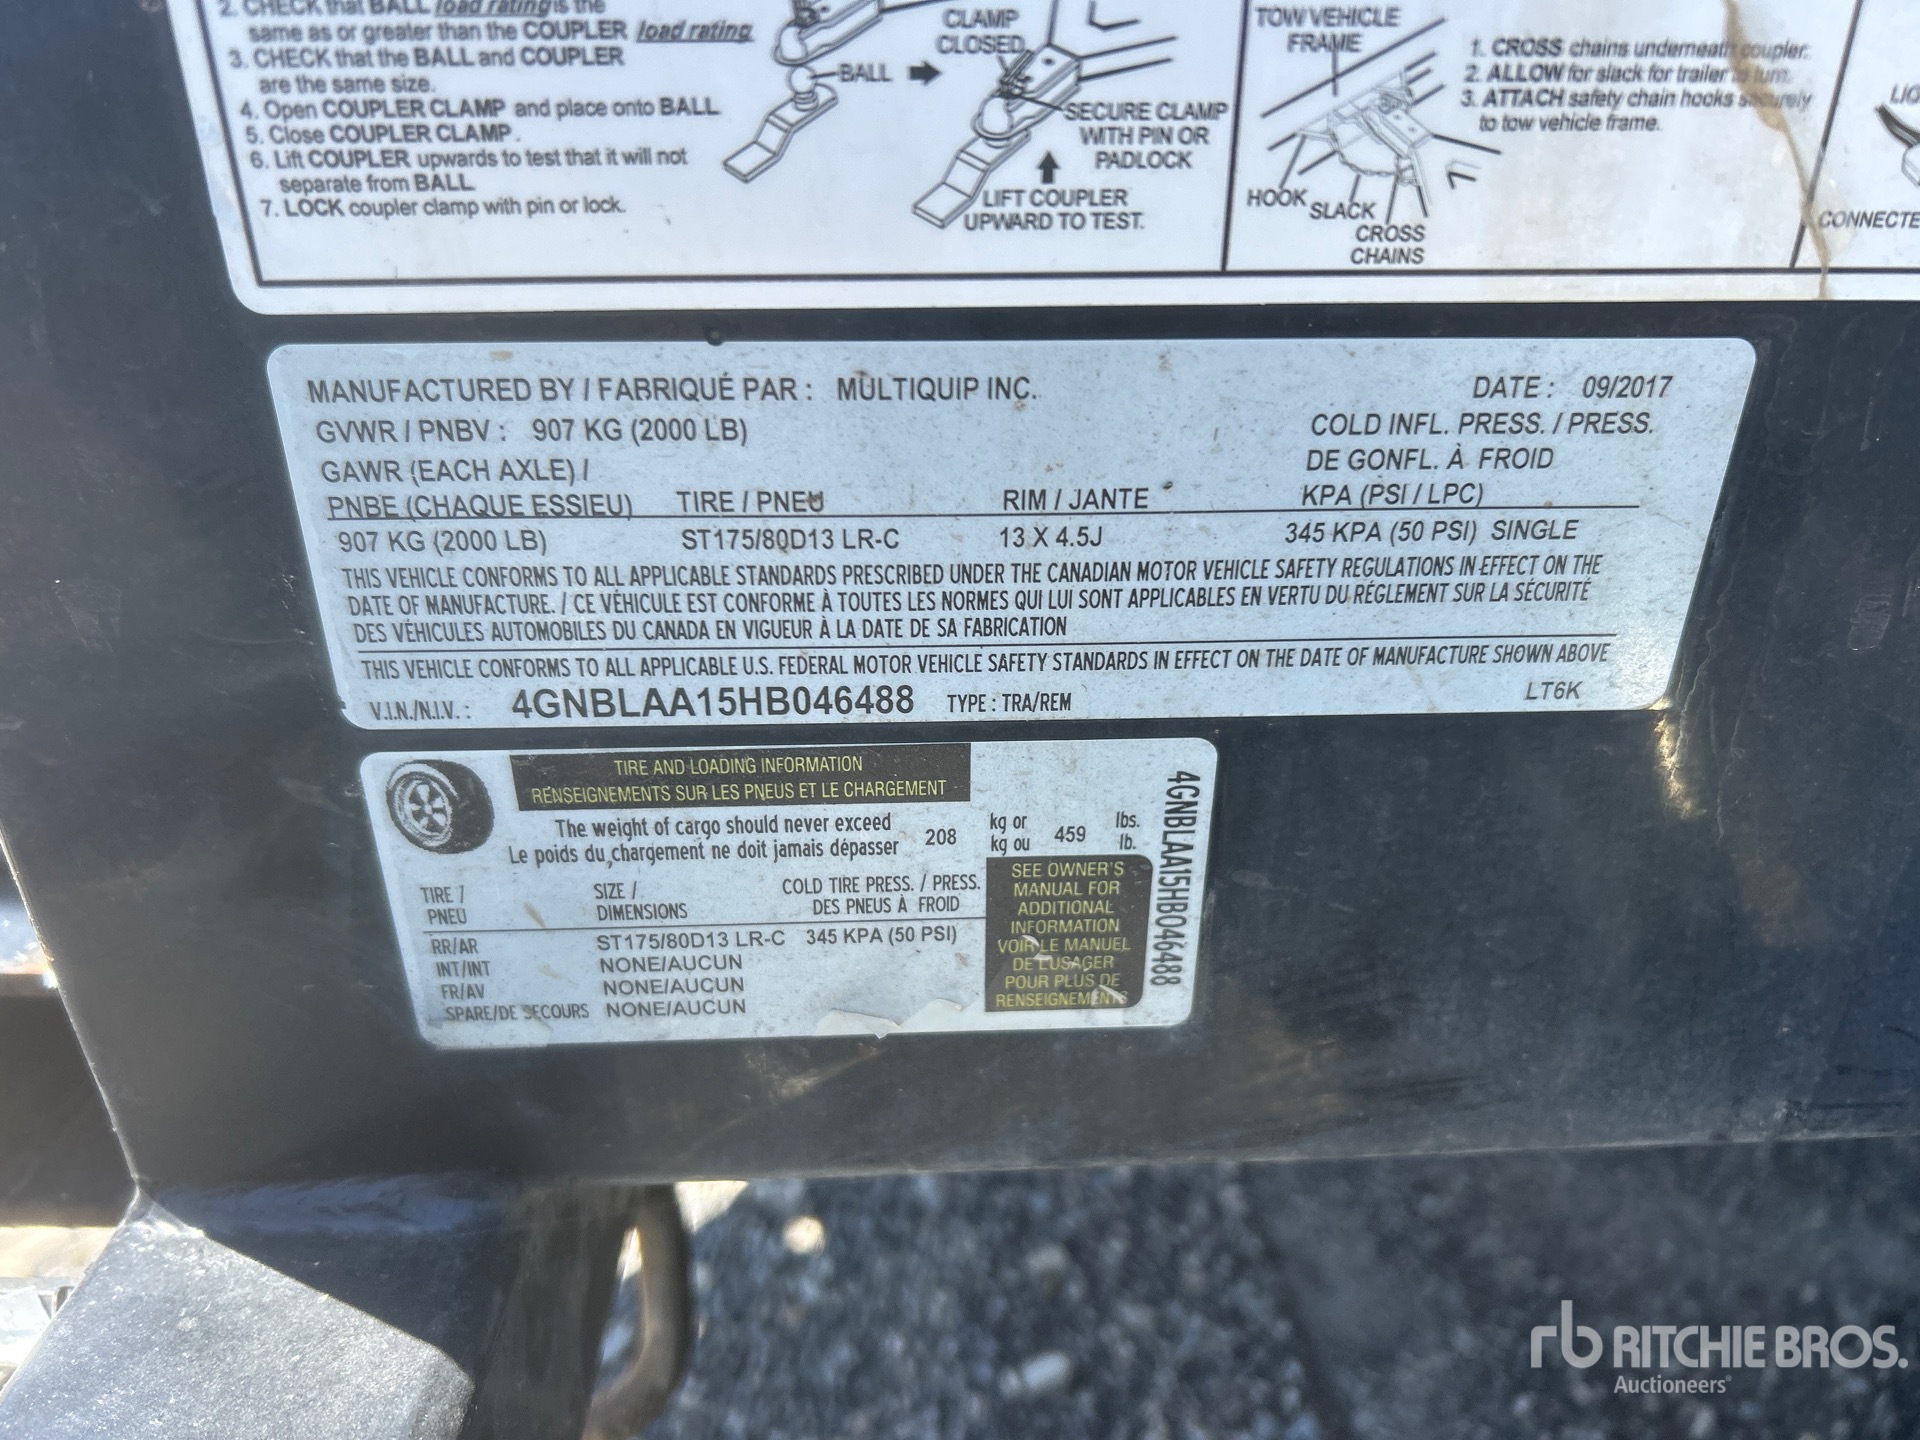 2. CHECK that BALL load rating is the
same as or greater than the COUPLER load rating
3. CHECK that the BALL and COUPLER
are the same size.
4. Open COUPLER CLAMP and place onto BALL
5. Close COUPLER CLAMP.
6. Lift COUPLER upwards to test that it will not
separate from BALL
7. LOCK coupler clamp with pin or lock.
BALL
CLAMP
CLOSED
SECURE CLAMP
WITH PIN OR
PADLOCK
LIFT COUPLER
UPWARD TO TEST.
TOW VEHICLE
FRAME
HOOK
SLACK
CROSS
CHAINS
1. CROSS chains underneath coupler.
2. ALLOW for slack for trailer to turn.
3. ATTACH safety chain hooks securely
to tow vehicle frame.
MANUFACTURED BY / FABRIQUÉ PAR : MULTIQUIP INC. DATE : 09/2017
GVWR / PNBV : 907 KG (2000 LB) COLD INFL. PRESS. / PRESS.
GAWR (EACH AXLE) / DE GONFL. À FROID
PNBE (CHAQUE ESSIEU) TIRE / PNEU RIM / JANTE KPA (PSI / LPC)
907 KG (2000 LB) ST175/80D13 LR-C 13 X 4.5J 345 KPA (50 PSI) SINGLE
THIS VEHICLE CONFORMS TO ALL APPLICABLE STANDARDS PRESCRIBED UNDER THE CANADIAN MOTOR VEHICLE SAFETY REGULATIONS IN EFFECT ON THE
DATE OF MANUFACTURE. / CE VÉHICULE EST CONFORME À TOUTES LES NORMES QUI LUI SONT APPLICABLES EN VERTU DU RÉGLEMENT SUR LA SÉCURITÉ
DES VÉHICULES AUTOMOBILES DU CANADA EN VIGUEUR À LA DATE DE SA FABRICATION
THIS VEHICLE CONFORMS TO ALL APPLICABLE U.S. FEDERAL MOTOR VEHICLE SAFETY STANDARDS IN EFFECT ON THE DATE OF MANUFACTURE SHOWN ABOVE
V.I.N./N.I.V. : 4GNBLAA15HB046488 TYPE : TRA/REM LT6K
TIRE AND LOADING INFORMATION
RENSEIGNEMENTS SUR LES PNEUS ET LE CHARGEMENT
The weight of cargo should never exceed 208 kg or 459 lbs.
Le poids du chargement ne doit jamais dépasser kg ou lb.
TIRE / SIZE / COLD TIRE PRESS. / PRESS.
PNEU DIMENSIONS DES PNEUS À FROID
RR/AR ST175/80D13 LR-C 345 KPA (50 PSI)
INT/INT NONE/AUCUN
FR/AV NONE/AUCUN
SPARE/DE SECOURS NONE/AUCUN
SEE OWNER'S
MANUAL FOR
ADDITIONAL
INFORMATION
VOIR LE MANUEL
DE L'USAGER
POUR PLUS DE
RENSEIGNEMENTS
4GNBLAA15HB046488
rb RITCHIE BROS.
Auctioneers